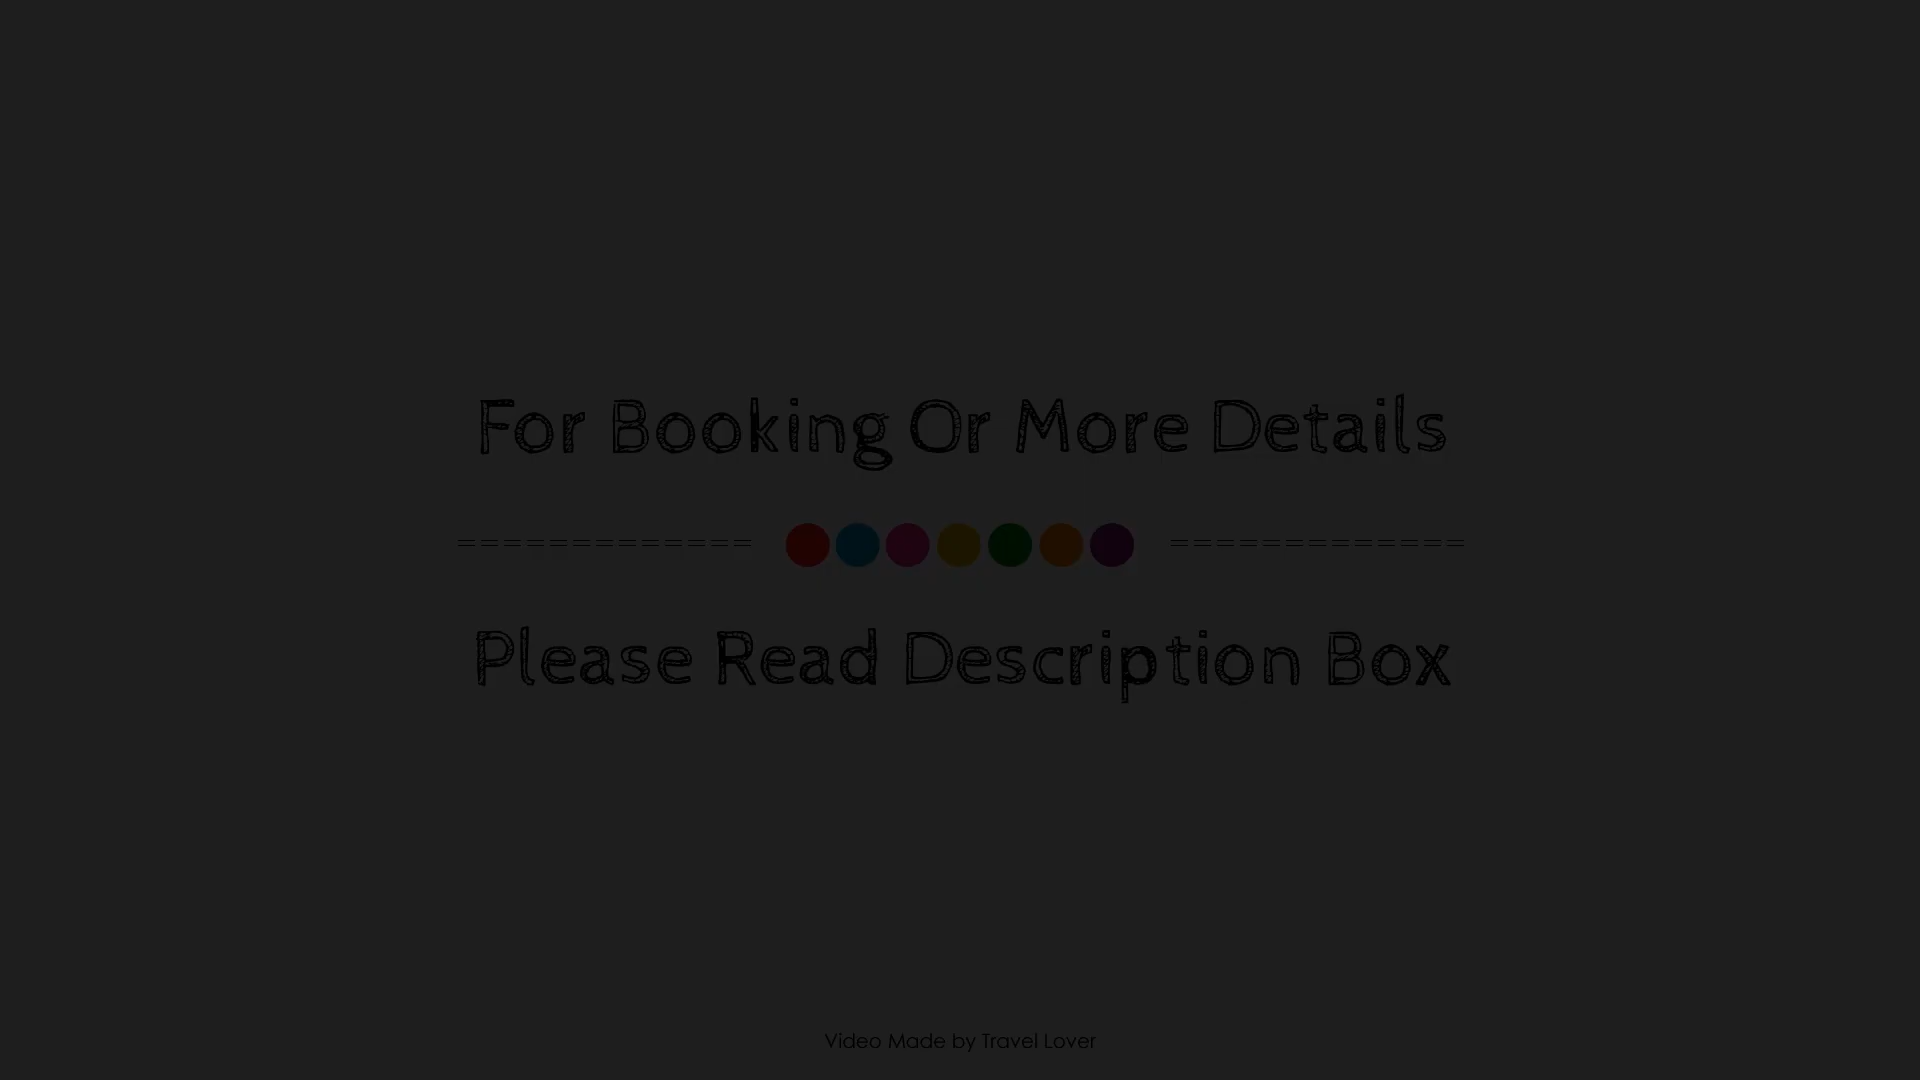 For Booking Or More Details
============= =============
Please Read Description Box
Video Made by Travel Lover